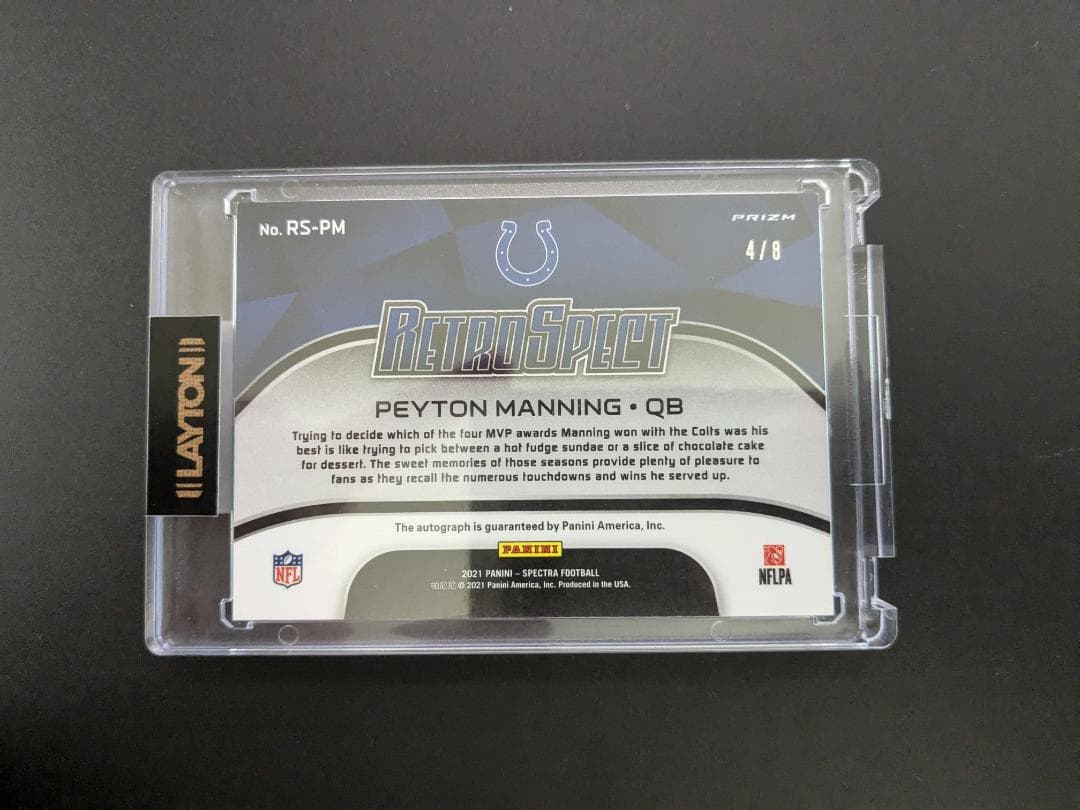 No. RS-PM
PRIZM
4/8
RETROSPECT
PEYTON MANNING • QB
Trying to decide which of the four MVP awards Manning won with the Colts was his
best is like trying to pick between a hot fudge sundae or a slice of chocolate cake
for dessert. The sweet memories of those seasons provide plenty of pleasure to
fans as they recall the numerous touchdowns and wins he served up.
The autograph is guaranteed by Panini America, Inc.
PANINI
2021 PANINI – SPECTRA FOOTBALL
帕尼尼 © 2021 Panini America, Inc. Produced in the USA.
NFL
NFLPA
LAYTON